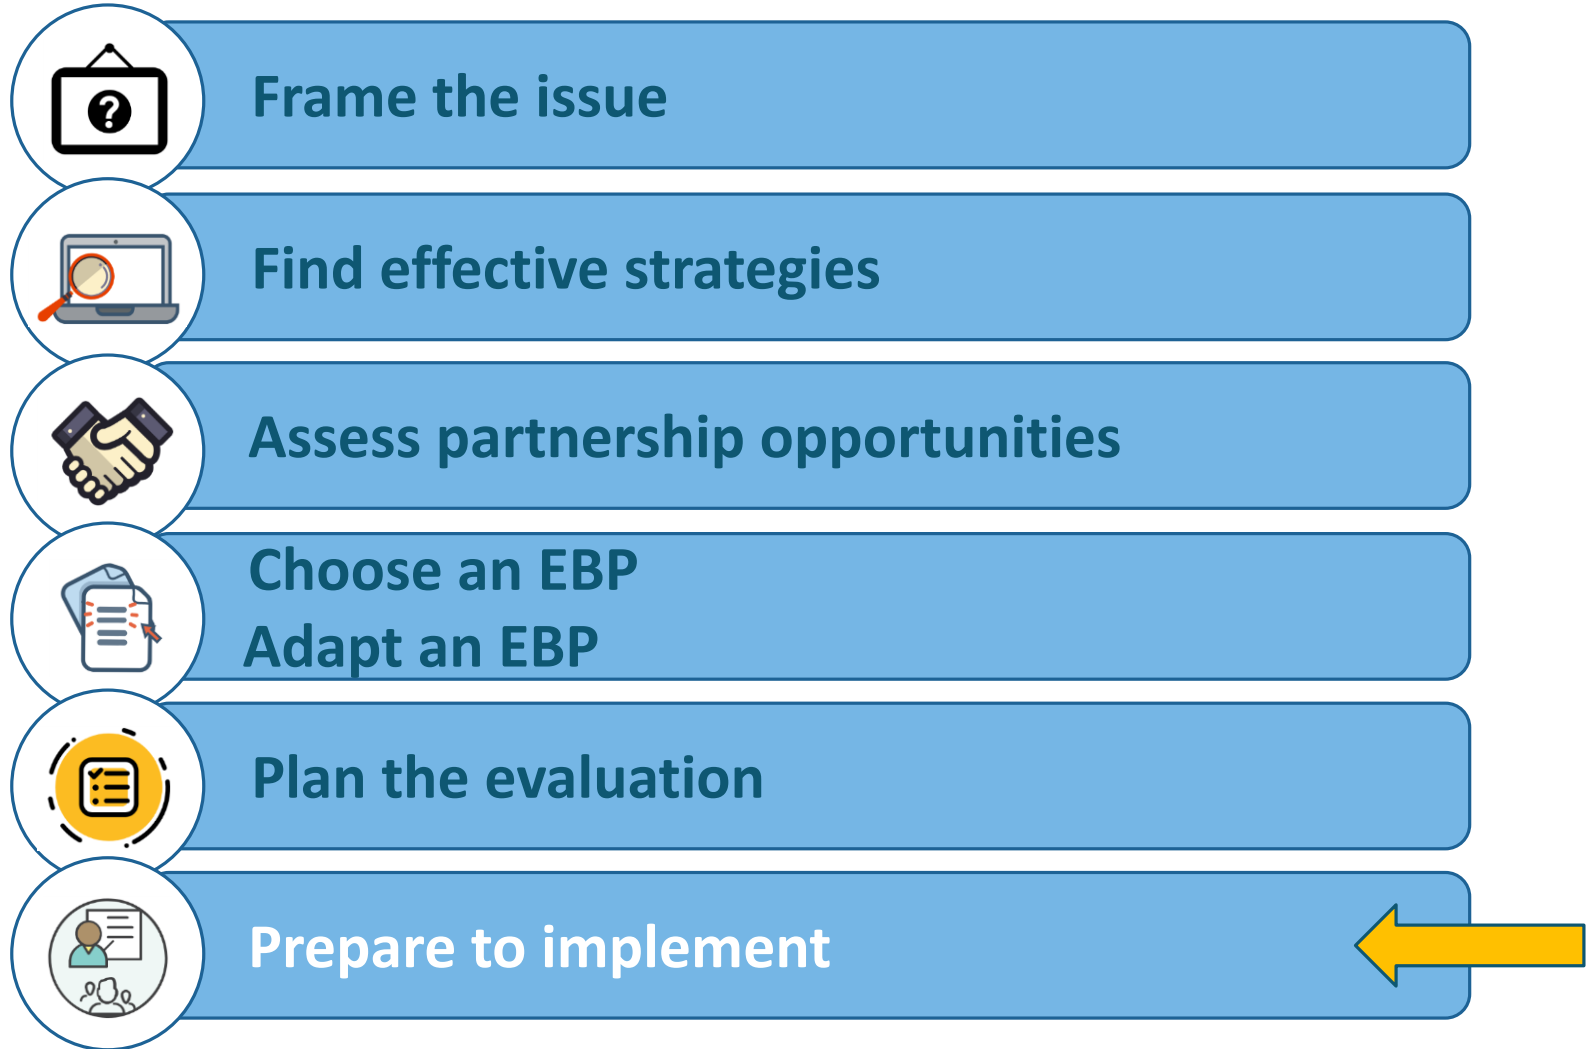 Frame the issue
Find effective strategies
Assess partnership opportunities
Choose an EBP
Adapt an EBP
Plan the evaluation
Prepare to implement